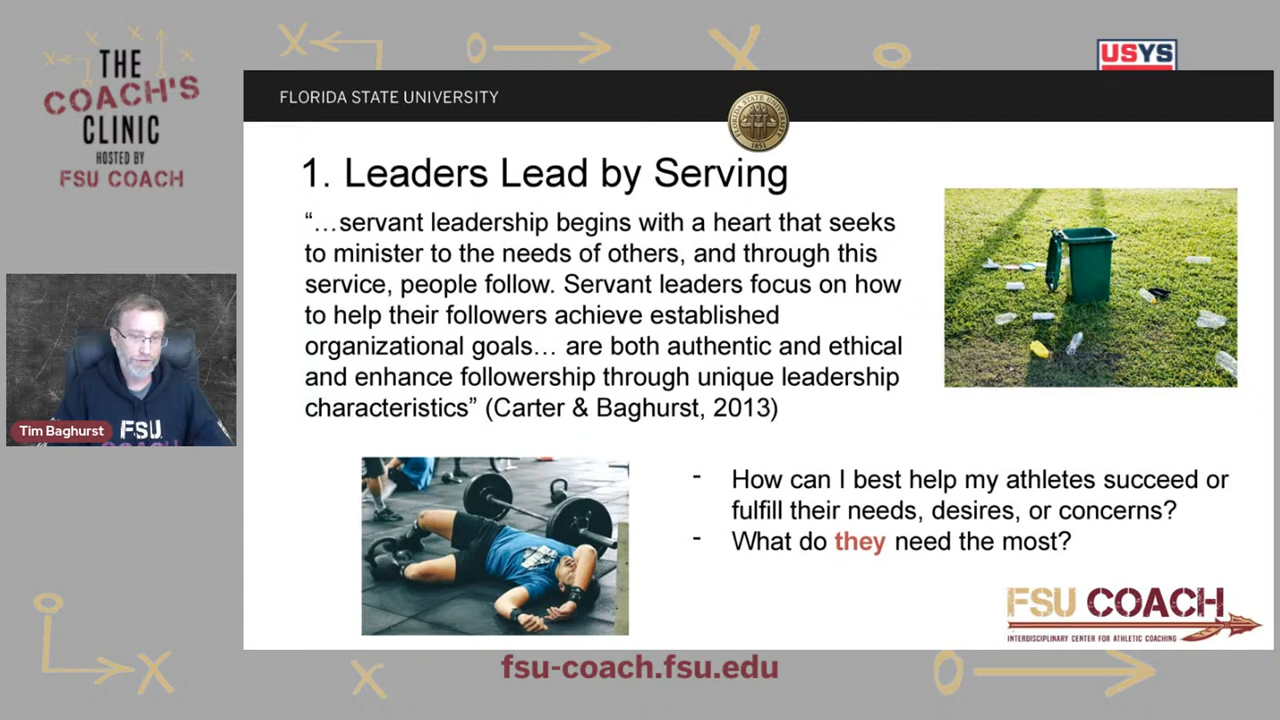 THE
COACH'S
CLINIC
HOSTED BY
FSU COACH
USYS
FLORIDA STATE UNIVERSITY
FLORIDA STATE UNIVERSITY
1851
1. Leaders Lead by Serving
“…servant leadership begins with a heart that seeks
to minister to the needs of others, and through this
service, people follow. Servant leaders focus on how
to help their followers achieve established
organizational goals… are both authentic and ethical
and enhance followership through unique leadership
characteristics” (Carter & Baghurst, 2013)
Tim Baghurst
FSU
COACH
- How can I best help my athletes succeed or
fulfill their needs, desires, or concerns?
- What do they need the most?
FSU COACH
INTERDISCIPLINARY CENTER FOR ATHLETIC COACHING
fsu-coach.fsu.edu